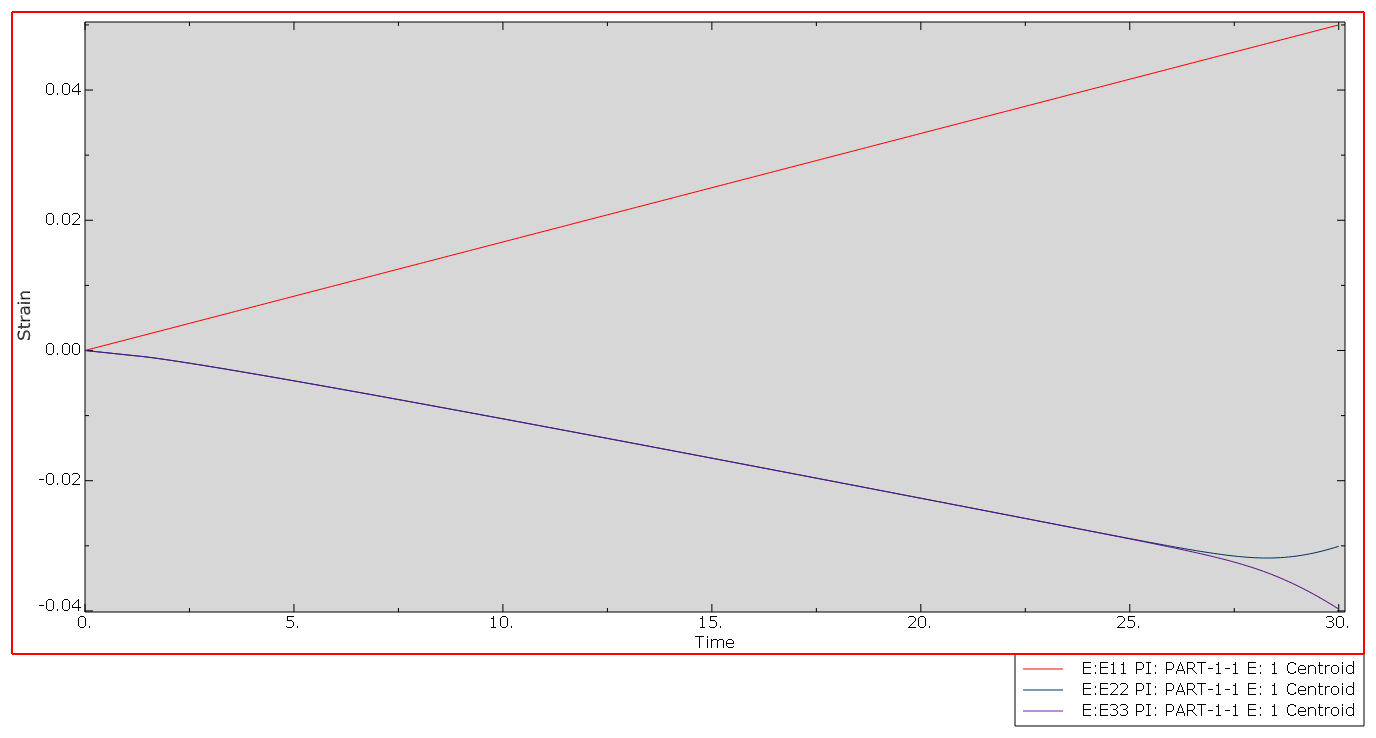 0.04
0.02
0.00
-0.02
-0.04
Strain
0. 5. 10. 15. 20. 25. 30.
Time
E:E11 PI: PART-1-1 E: 1 Centroid
E:E22 PI: PART-1-1 E: 1 Centroid
E:E33 PI: PART-1-1 E: 1 Centroid